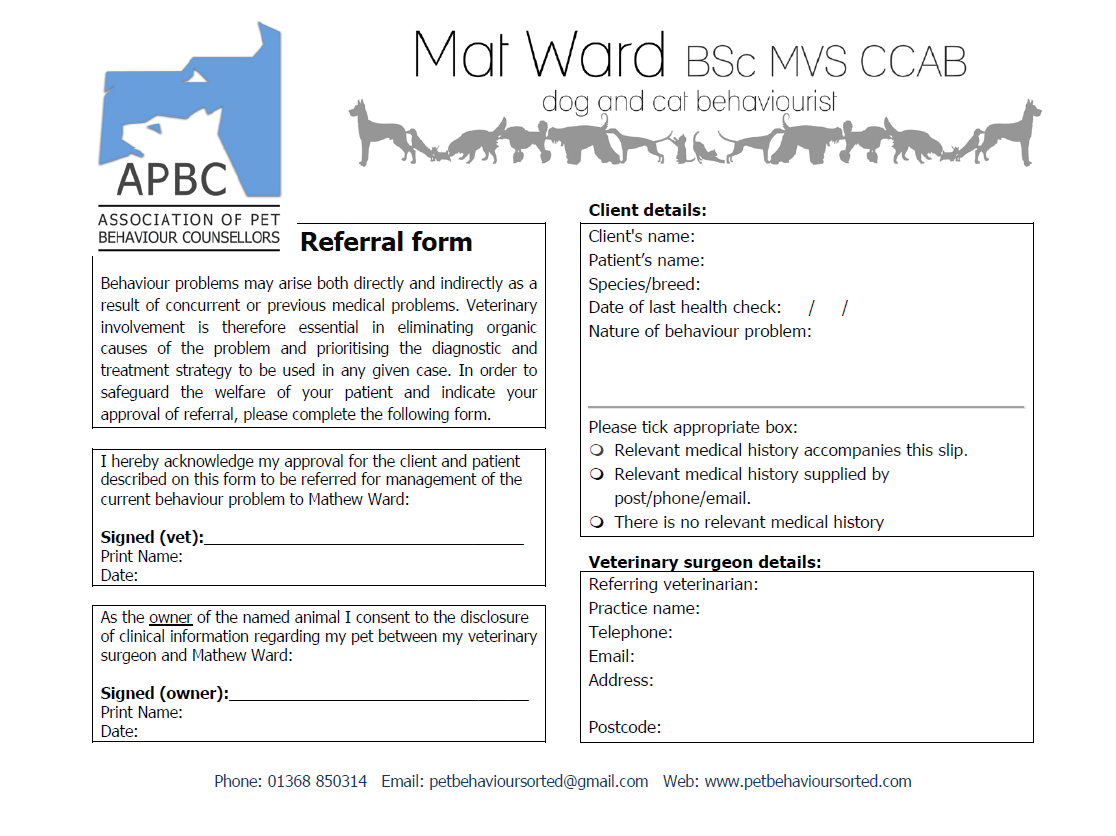 Mat Ward BSc MVS CCAB
dog and cat behaviourist
APBC
ASSOCIATION OF PET
BEHAVIOUR COUNSELLORS
Referral form
Behaviour problems may arise both directly and indirectly as a
result of concurrent or previous medical problems. Veterinary
involvement is therefore essential in eliminating organic
causes of the problem and prioritising the diagnostic and
treatment strategy to be used in any given case. In order to
safeguard the welfare of your patient and indicate your
approval of referral, please complete the following form.
I hereby acknowledge my approval for the client and patient
described on this form to be referred for management of the
current behaviour problem to Mathew Ward:
Signed (vet):
Print Name:
Date:
As the owner of the named animal I consent to the disclosure
of clinical information regarding my pet between my veterinary
surgeon and Mathew Ward:
Signed (owner):
Print Name:
Date:
Client details:
Client's name:
Patient’s name:
Species/breed:
Date of last health check: / /
Nature of behaviour problem:
Please tick appropriate box:
Relevant medical history accompanies this slip.
Relevant medical history supplied by
post/phone/email.
There is no relevant medical history
Veterinary surgeon details:
Referring veterinarian:
Practice name:
Telephone:
Email:
Address:
Postcode:
Phone: 01368 850314 Email: petbehavioursorted@gmail.com Web: www.petbehavioursorted.com